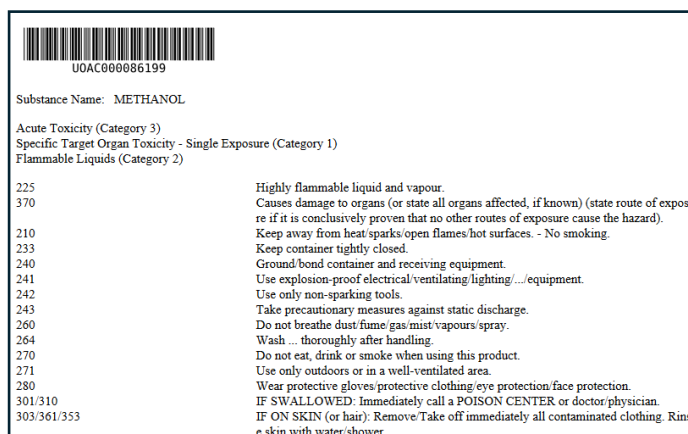 UOAC000086199
Substance Name: METHANOL
Acute Toxicity (Category 3)
Specific Target Organ Toxicity - Single Exposure (Category 1)
Flammable Liquids (Category 2)
225 Highly flammable liquid and vapour.
370 Causes damage to organs (or state all organs affected, if known) (state route of expos
re if it is conclusively proven that no other routes of exposure cause the hazard).
210 Keep away from heat/sparks/open flames/hot surfaces. - No smoking.
233 Keep container tightly closed.
240 Ground/bond container and receiving equipment.
241 Use explosion-proof electrical/ventilating/lighting/.../equipment.
242 Use only non-sparking tools.
243 Take precautionary measures against static discharge.
260 Do not breathe dust/fume/gas/mist/vapours/spray.
264 Wash ... thoroughly after handling.
270 Do not eat, drink or smoke when using this product.
271 Use only outdoors or in a well-ventilated area.
280 Wear protective gloves/protective clothing/eye protection/face protection.
301/310 IF SWALLOWED: Immediately call a POISON CENTER or doctor/physician.
303/361/353 IF ON SKIN (or hair): Remove/Take off immediately all contaminated clothing. Rins
e skin with water/shower.